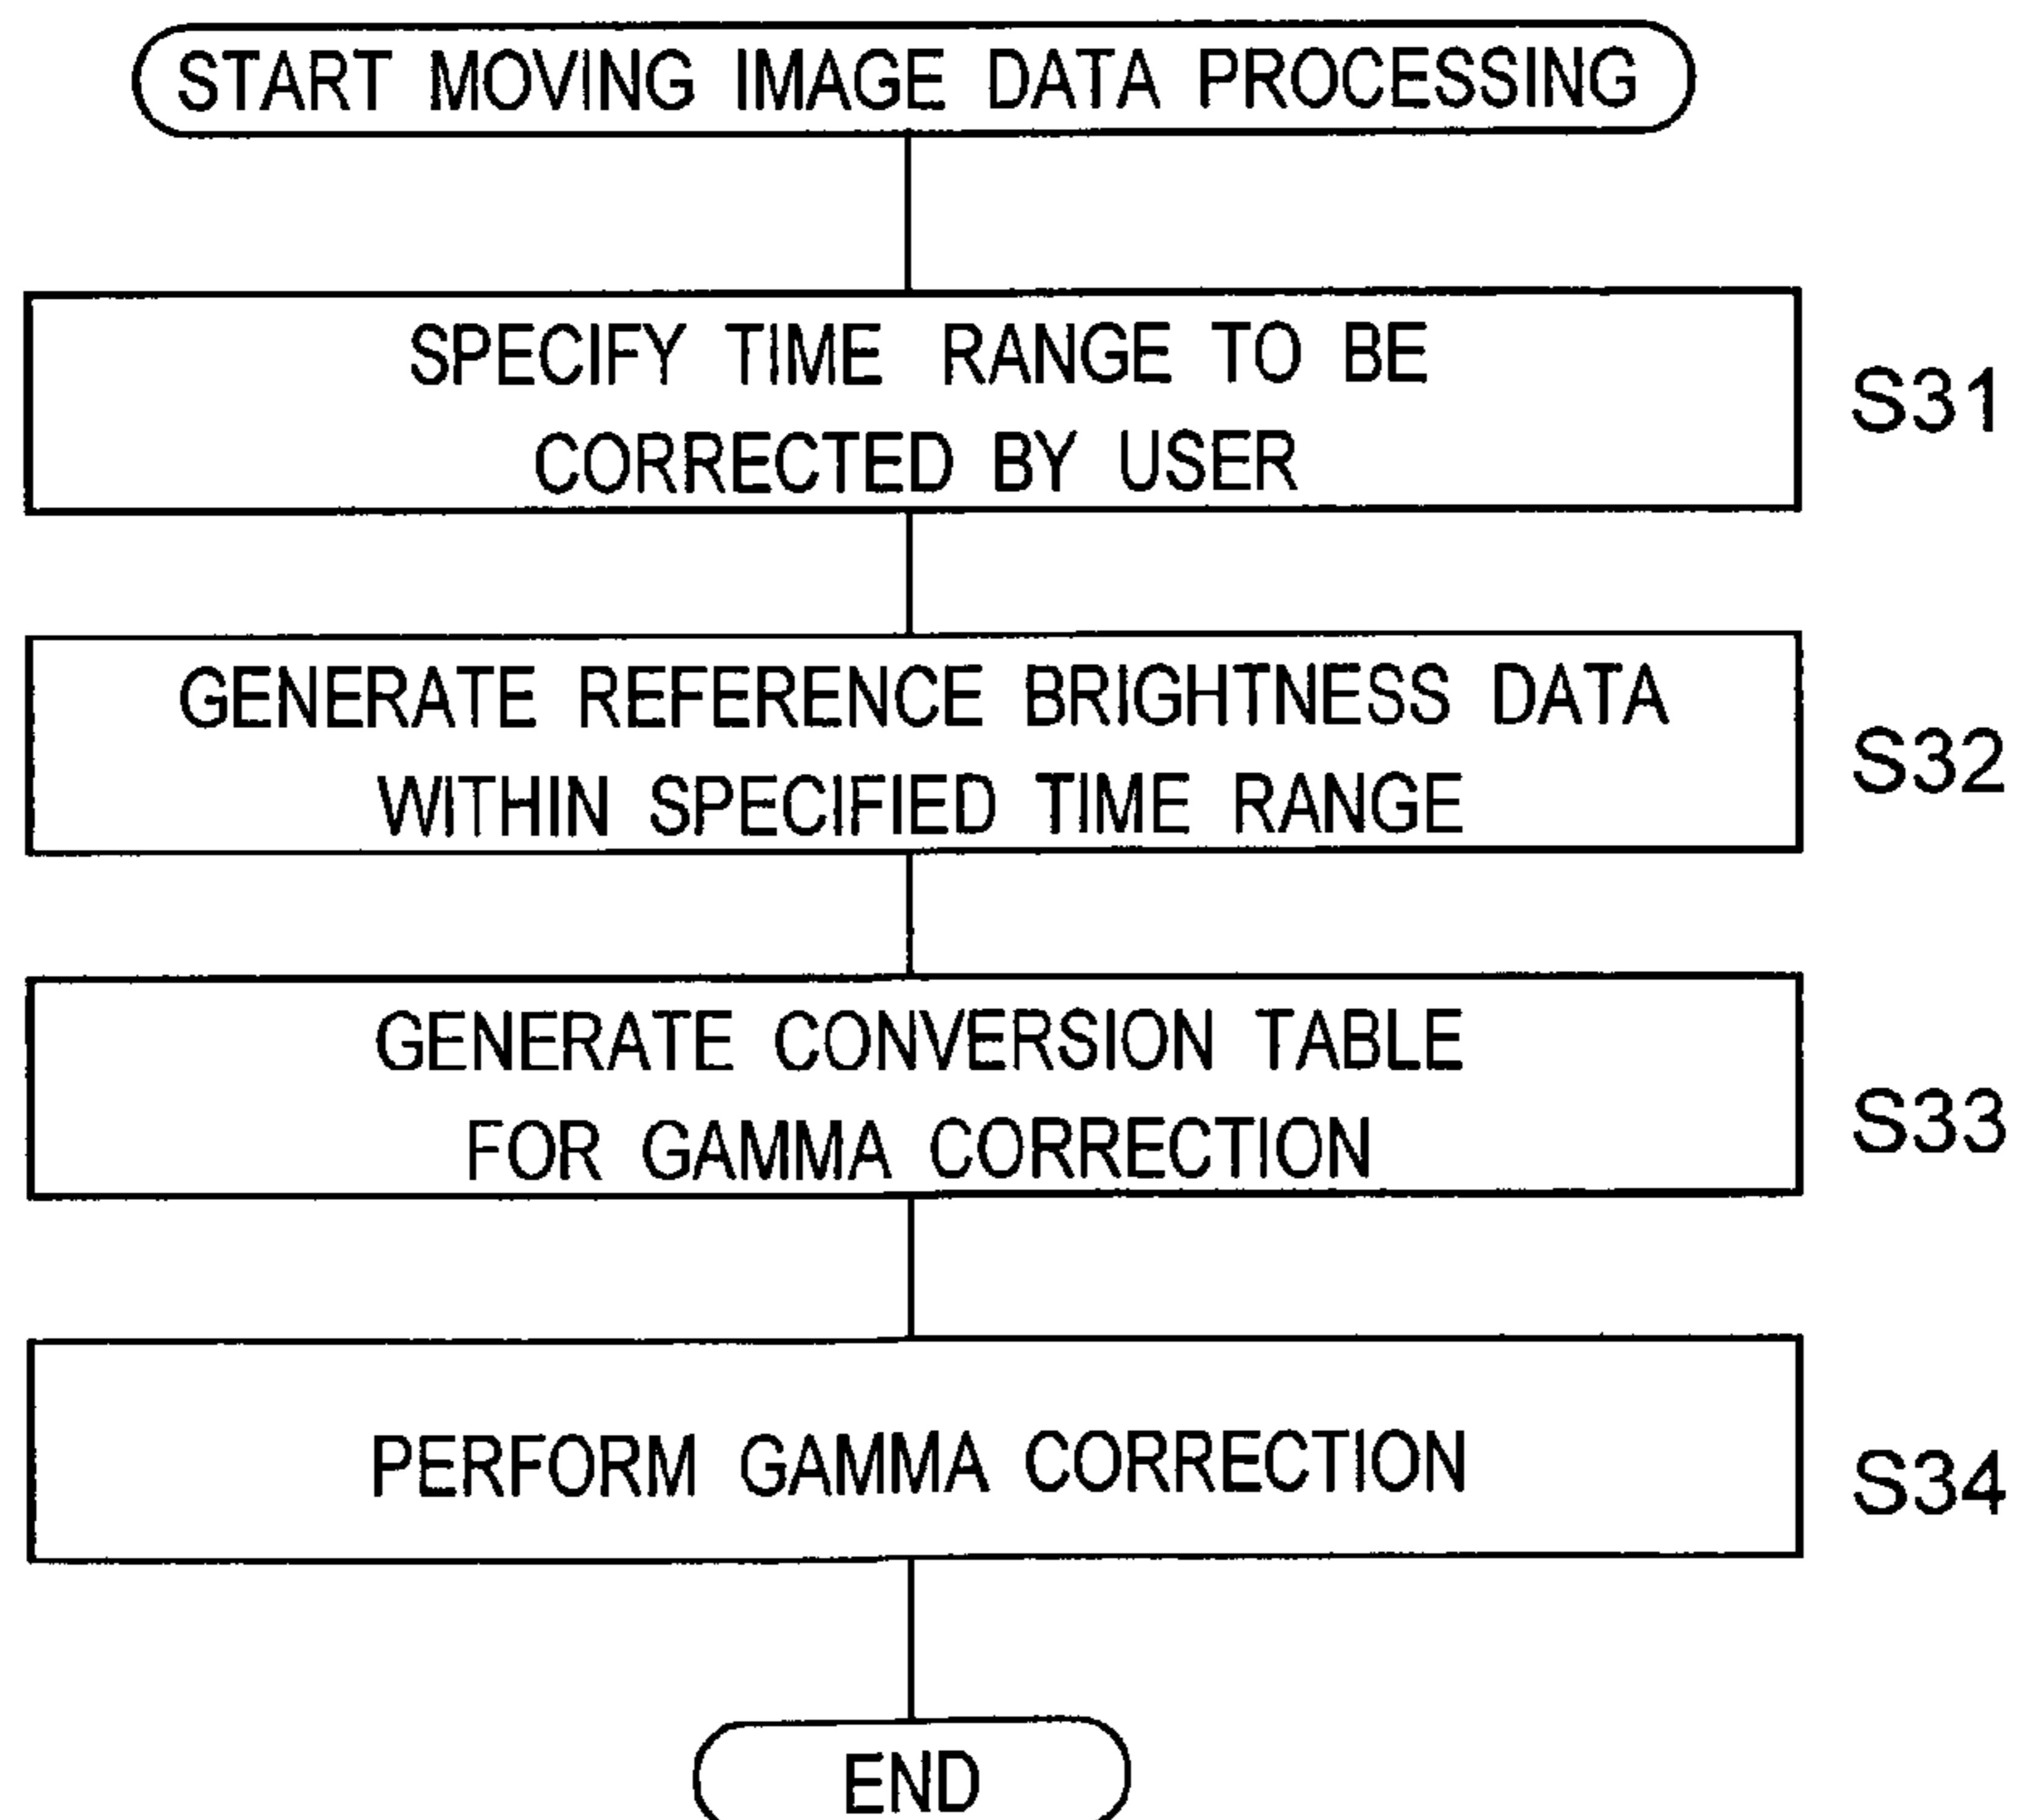 START MOVING IMAGE DATA PROCESSING
SPECIFY TIME RANGE TO BE
CORRECTED BY USER
S31
GENERATE REFERENCE BRIGHTNESS DATA
WITHIN SPECIFIED TIME RANGE
S32
GENERATE CONVERSION TABLE
FOR GAMMA CORRECTION
S33
PERFORM GAMMA CORRECTION
S34
END